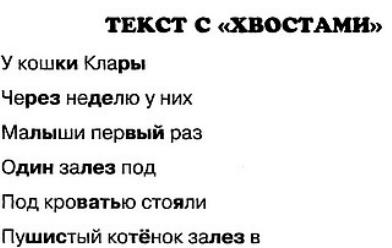 ТЕКСТ С «ХВОСТАМИ»
У кошки Клары
Через неделю у них
Малыши первый раз
Один залез под
Под кроватью стояли
Пушистый котёнок залез в